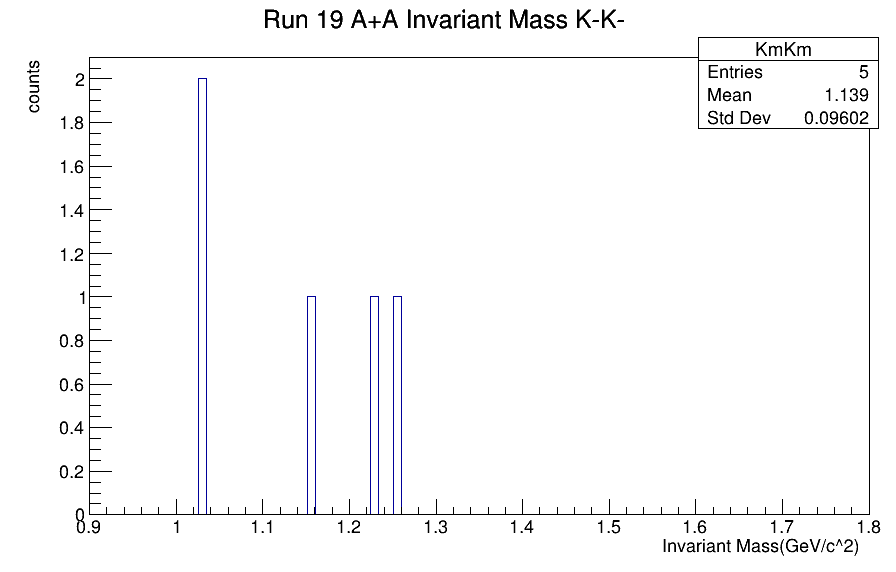 Run 19 A+A Invariant Mass K-K-
KmKm
Entries 5
Mean 1.139
Std Dev 0.09602
counts
2
1.8
1.6
1.4
1.2
1
0.8
0.6
0.4
0.2
0
0.9 1 1.1 1.2 1.3 1.4 1.5 1.6 1.7 1.8
Invariant Mass(GeV/c^2)